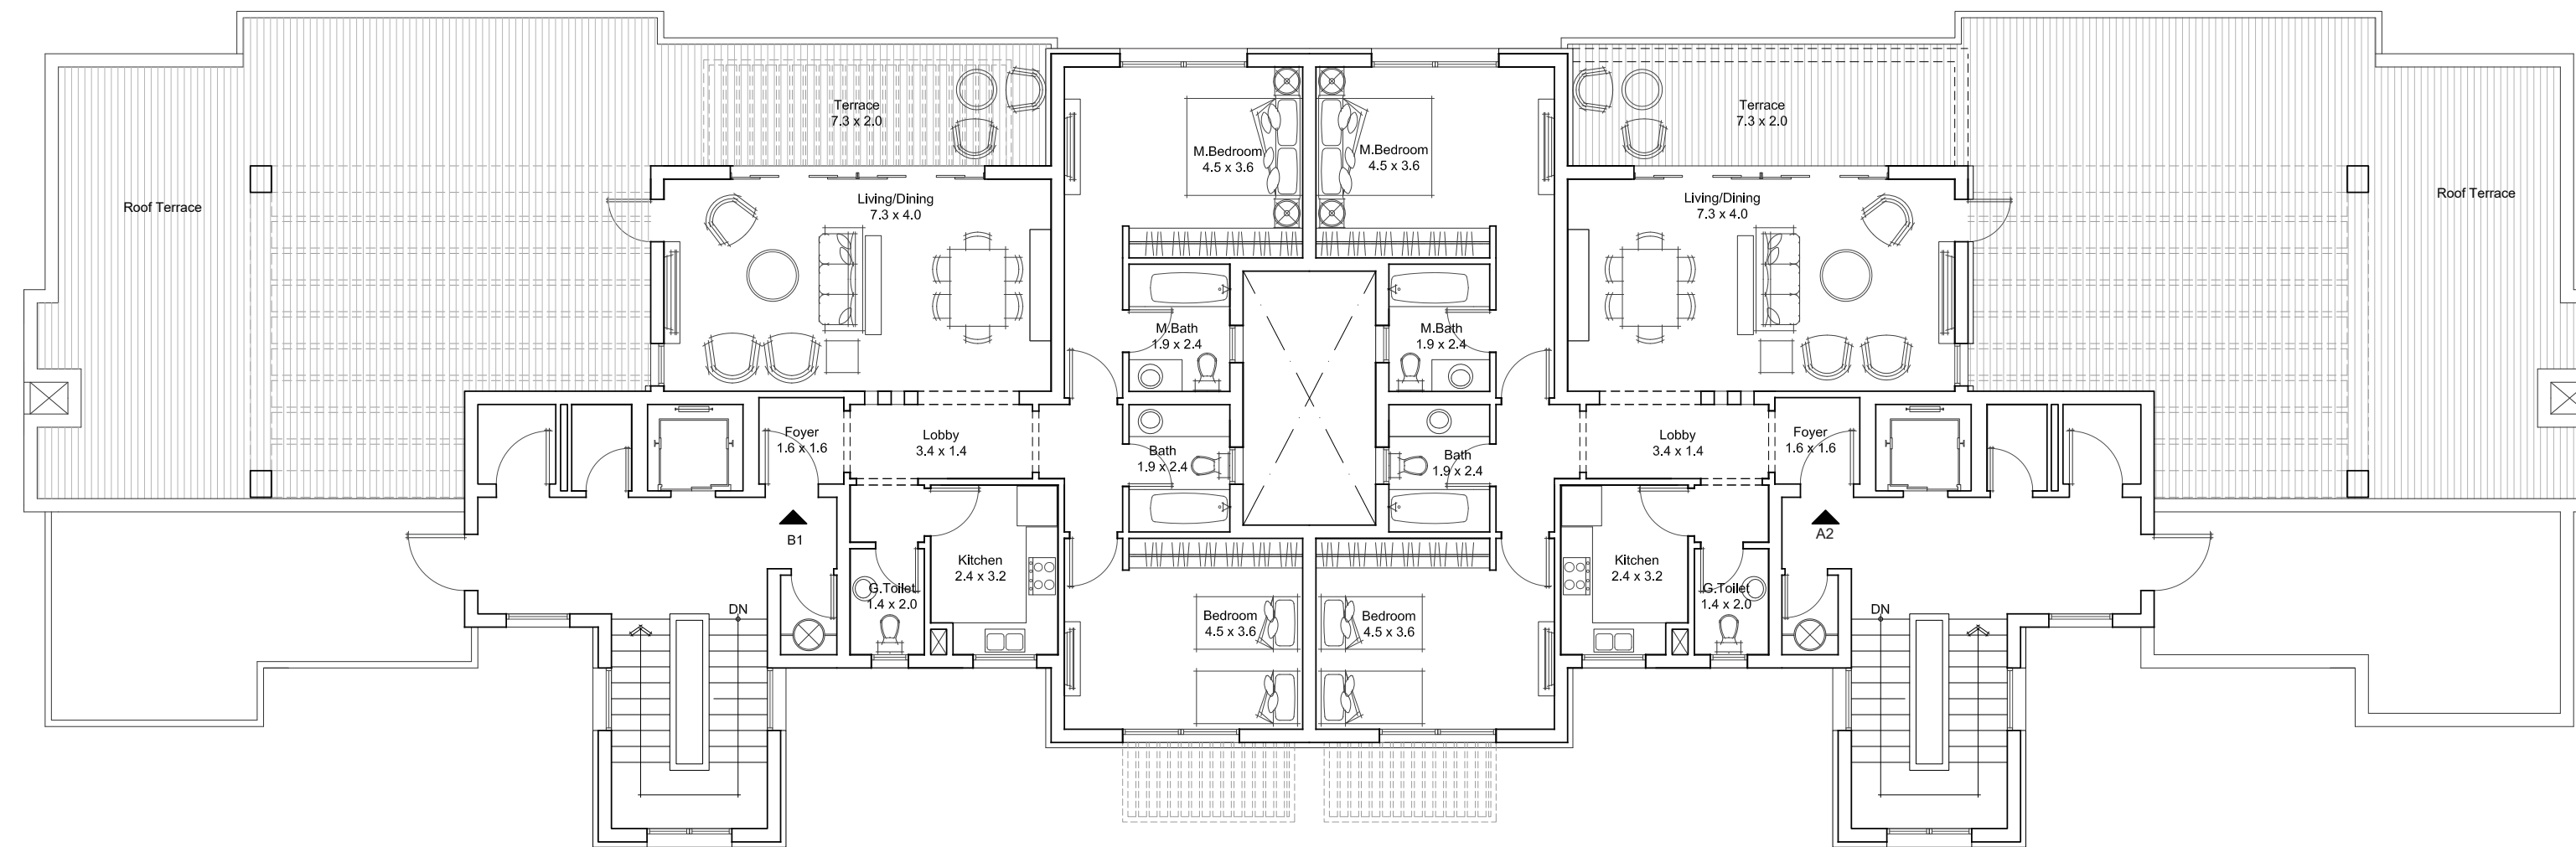 Terrace
7.3 x 2.0
Terrace
7.3 x 2.0
M.Bedroom
4.5 x 3.6
M.Bedroom
4.5 x 3.6
Roof Terrace
Living/Dining
7.3 x 4.0
Living/Dining
7.3 x 4.0
Roof Terrace
M.Bath
1.9 x 2.4
M.Bath
1.9 x 2.4
Foyer
1.6 x 1.6
Lobby
3.4 x 1.4
Bath
1.9 x 2.4
Bath
1.9 x 2.4
Lobby
3.4 x 1.4
Foyer
1.6 x 1.6
B1
A2
Kitchen
2.4 x 3.2
Kitchen
2.4 x 3.2
G.Toilet
1.4 x 2.0
G.Toilet
1.4 x 2.0
DN
Bedroom
4.5 x 3.6
Bedroom
4.5 x 3.6
DN